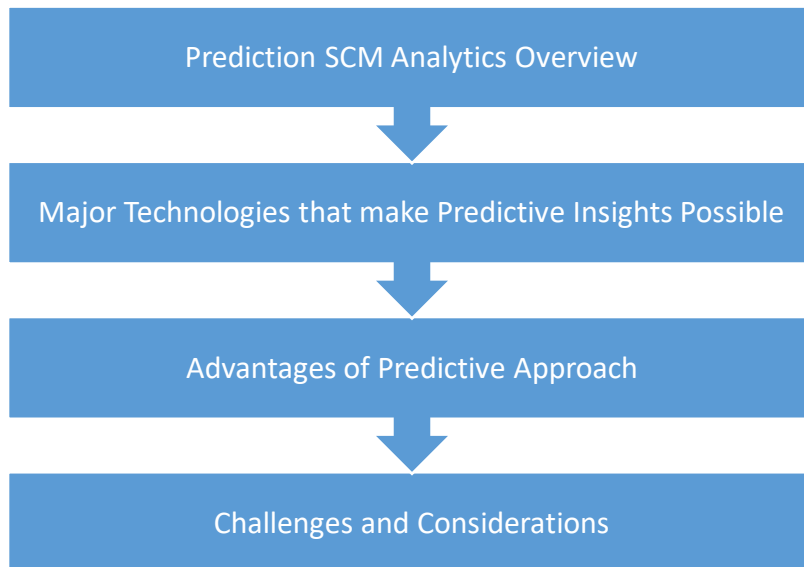 Prediction SCM Analytics Overview
Major Technologies that make Predictive Insights Possible
Advantages of Predictive Approach
Challenges and Considerations